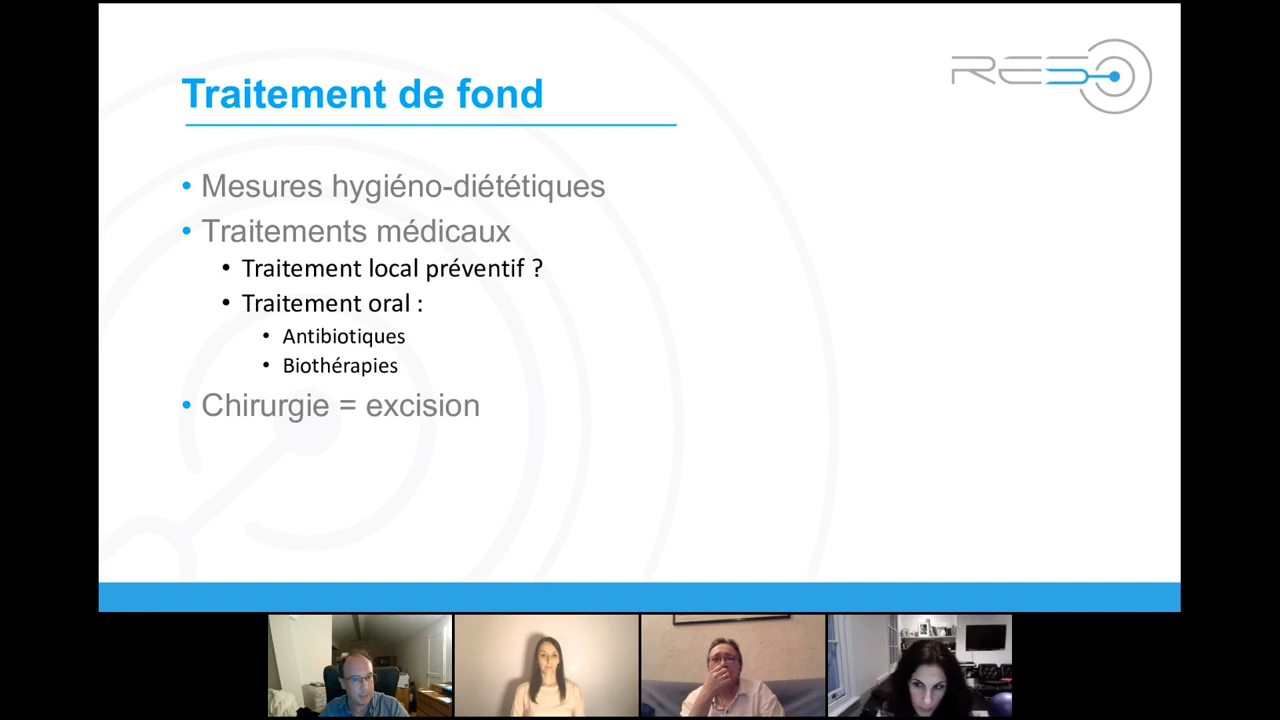 RESO
Traitement de fond
• Mesures hygiéno-diététiques
• Traitements médicaux
• Traitement local préventif ?
• Traitement oral :
• Antibiotiques
• Biothérapies
• Chirurgie = excision